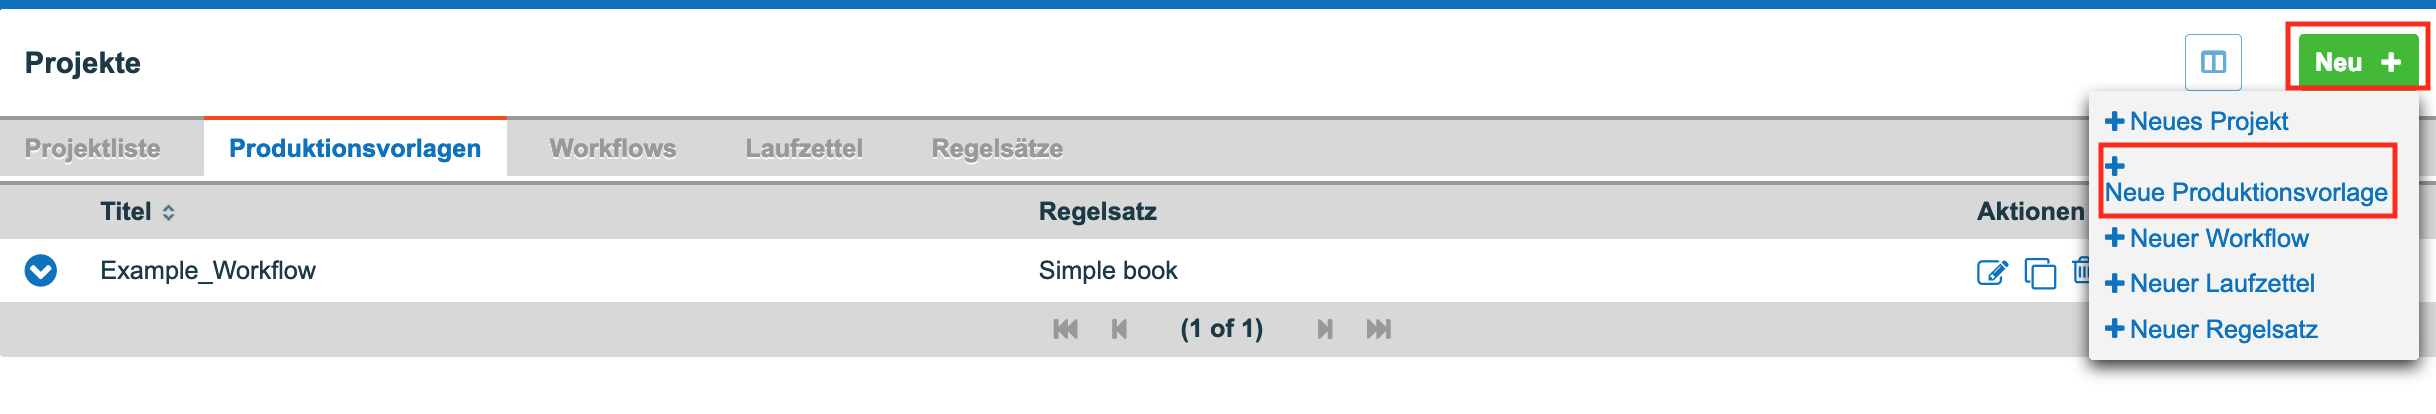 Projekte
Neu
Neues Projekt
Neue Produktionsvorlage
Neuer Workflow
Neuer Laufzettel
Neuer Regelsatz
Projektliste Produktionsvorlagen Workflows Laufzettel Regelsätze
Titel Regelsatz Aktionen
Example_Workflow Simple book
(1 of 1)